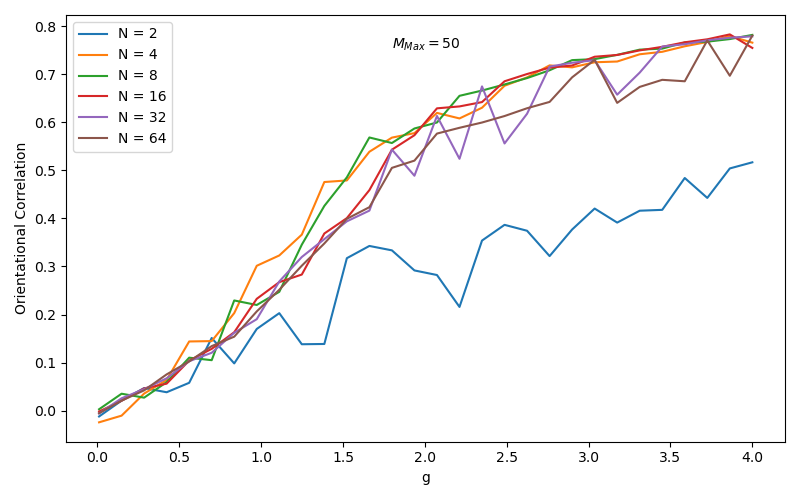 N = 2
N = 4
N = 8
N = 16
N = 32
N = 64
M_Max = 50
Orientational Correlation
0.8
0.7
0.6
0.5
0.4
0.3
0.2
0.1
0.0
0.0 0.5 1.0 1.5 2.0 2.5 3.0 3.5 4.0
g